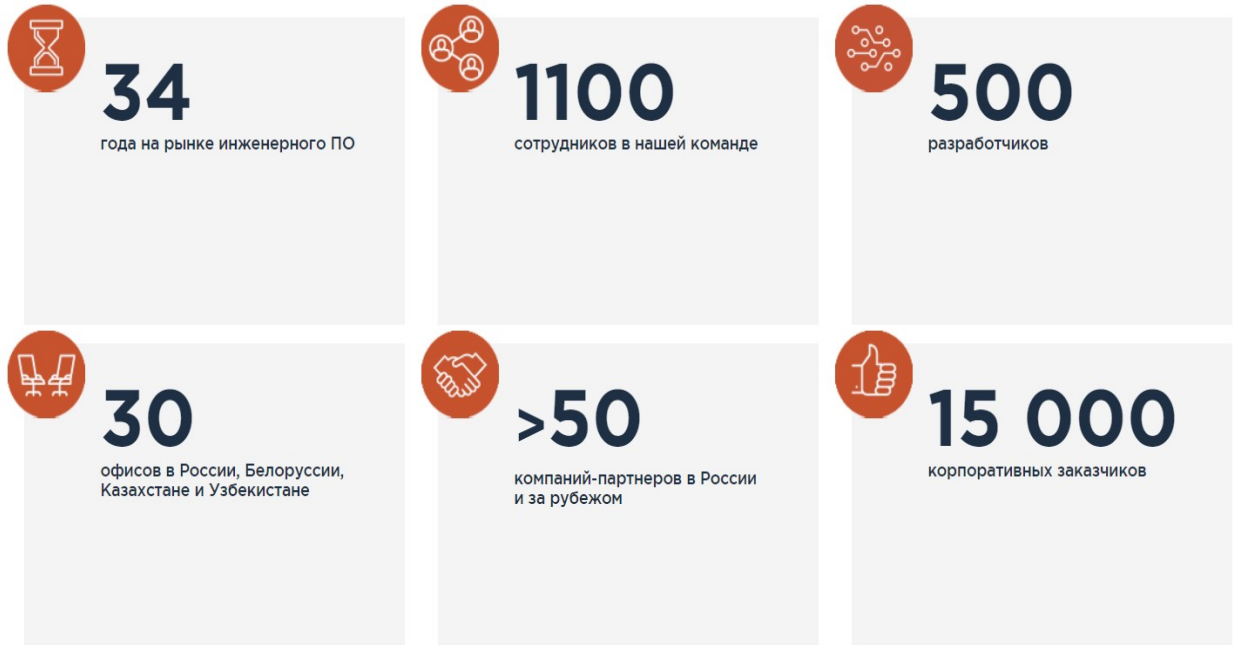 34
года на рынке инженерного ПО
1100
сотрудников в нашей команде
500
разработчиков
30
офисов в России, Белоруссии,
Казахстане и Узбекистане
>50
компаний-партнеров в России
и за рубежом
15 000
корпоративных заказчиков